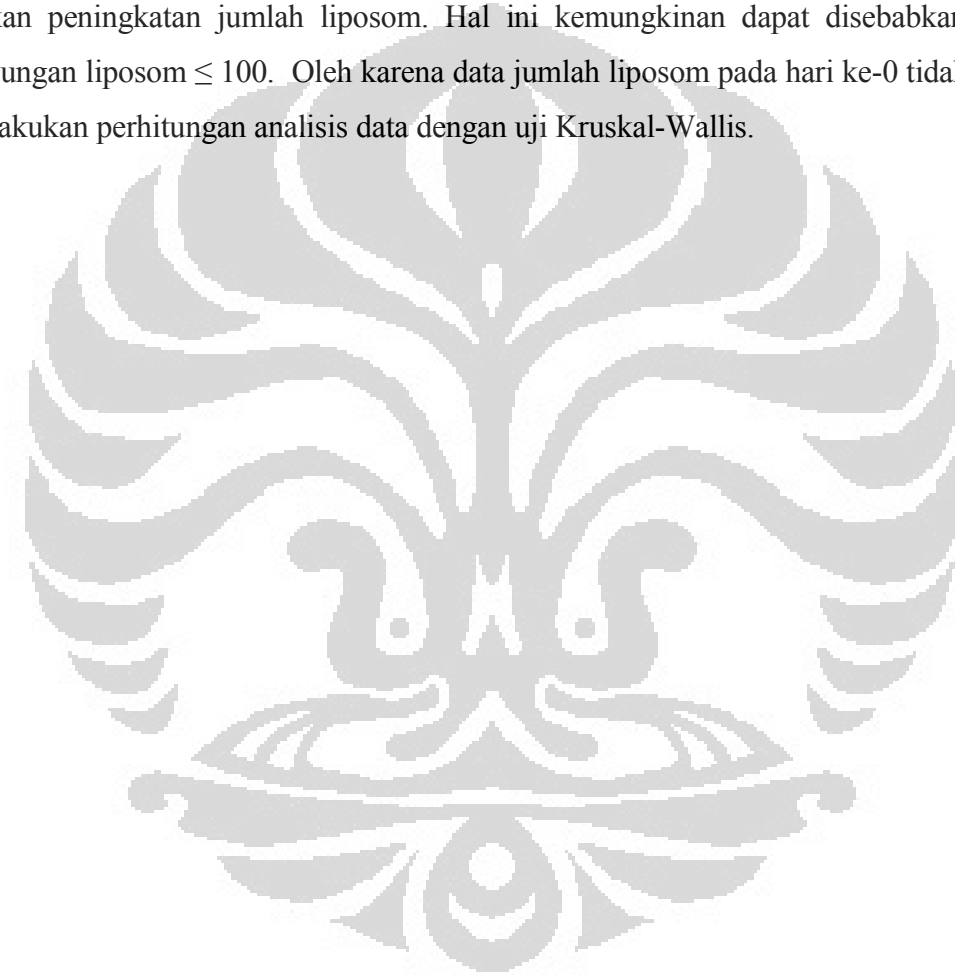 kan peningkatan jumlah liposom. Hal ini kemungkinan dapat disebabkan
ungan liposom ≤ 100. Oleh karena data jumlah liposom pada hari ke-0 tidak
akukan perhitungan analisis data dengan uji Kruskal-Wallis.